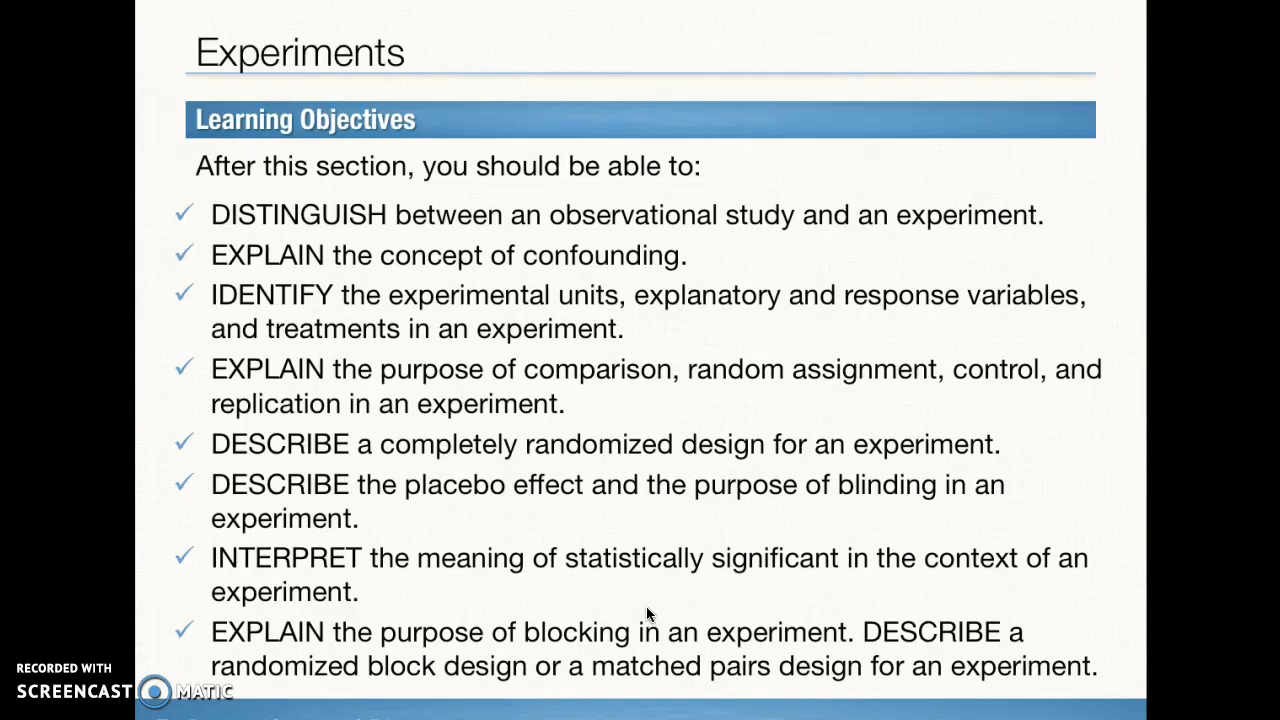 Experiments
Learning Objectives
After this section, you should be able to:
✓ DISTINGUISH between an observational study and an experiment.
✓ EXPLAIN the concept of confounding.
✓ IDENTIFY the experimental units, explanatory and response variables,
and treatments in an experiment.
✓ EXPLAIN the purpose of comparison, random assignment, control, and
replication in an experiment.
✓ DESCRIBE a completely randomized design for an experiment.
✓ DESCRIBE the placebo effect and the purpose of blinding in an
experiment.
✓ INTERPRET the meaning of statistically significant in the context of an
experiment.
✓ EXPLAIN the purpose of blocking in an experiment. DESCRIBE a
randomized block design or a matched pairs design for an experiment.
RECORDED WITH
SCREENCAST MATIC